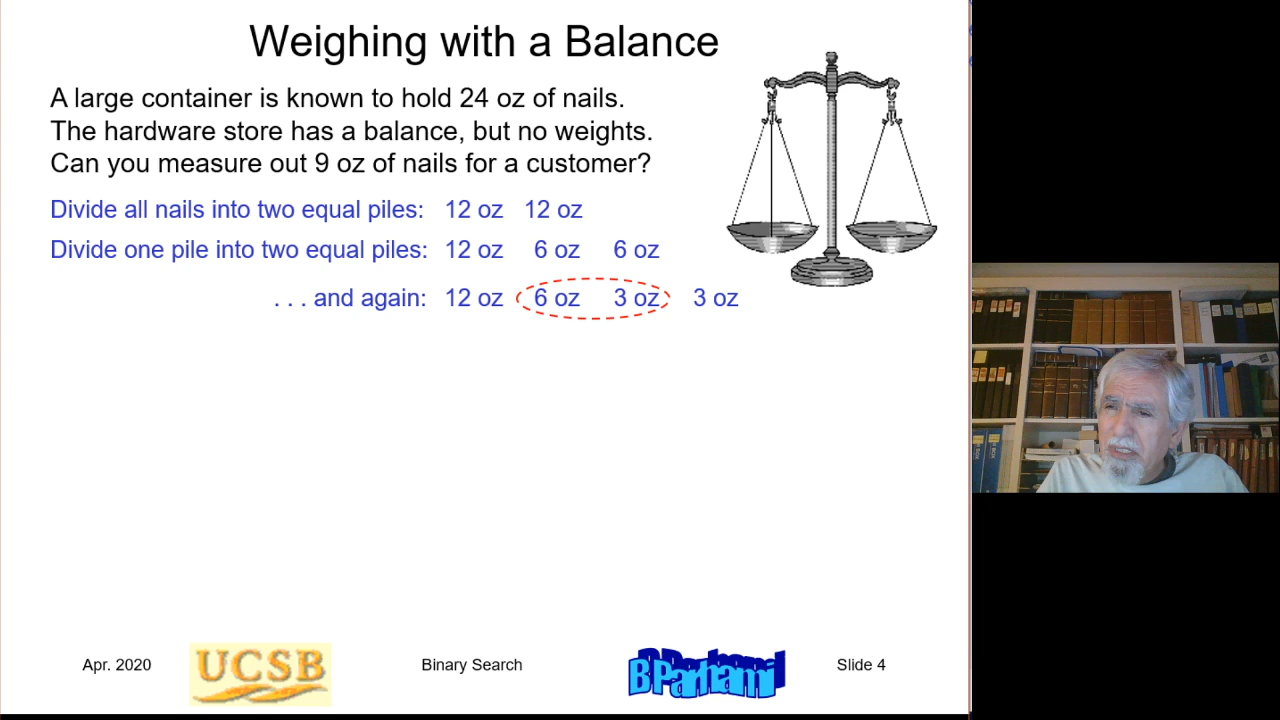 Weighing with a Balance
A large container is known to hold 24 oz of nails.
The hardware store has a balance, but no weights.
Can you measure out 9 oz of nails for a customer?
Divide all nails into two equal piles: 12 oz 12 oz
Divide one pile into two equal piles: 12 oz 6 oz 6 oz
. . . and again: 12 oz 6 oz 3 oz 3 oz
Apr. 2020
UCSB
Binary Search
B Parhami
Slide 4